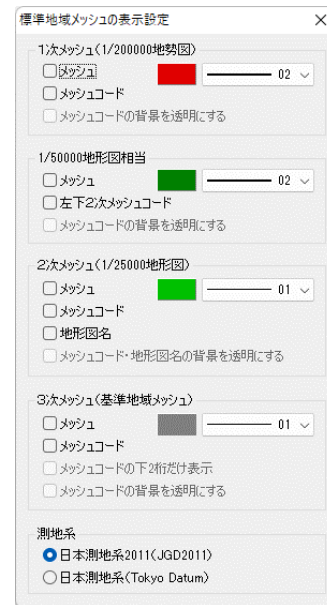 標準地域メッシュの表示設定
1次メッシュ(1/200000地勢図)
メッシュ 02
メッシュコード
メッシュコードの背景を透明にする
1/50000地形図相当
メッシュ 02
左下2次メッシュコード
メッシュコードの背景を透明にする
2次メッシュ(1/25000地形図)
メッシュ 01
メッシュコード
地形図名
メッシュコード・地形図名の背景を透明にする
3次メッシュ(基準地域メッシュ)
メッシュ 01
メッシュコード
メッシュコードの下2桁だけ表示
メッシュコードの背景を透明にする
測地系
日本測地系2011(JGD2011)
日本測地系(Tokyo Datum)